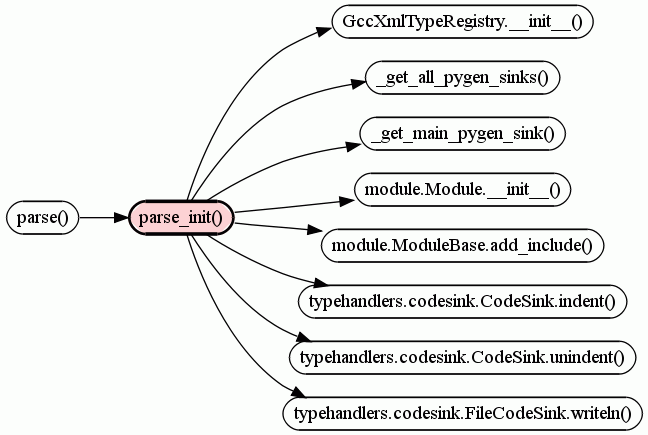 GccXmlTypeRegistry.__init__()
_get_all_pygen_sinks()
_get_main_pygen_sink()
module.Module.__init__()
parse()
parse_init()
module.ModuleBase.add_include()
typehandlers.codesink.CodeSink.indent()
typehandlers.codesink.CodeSink.unindent()
typehandlers.codesink.FileCodeSink.writeln()